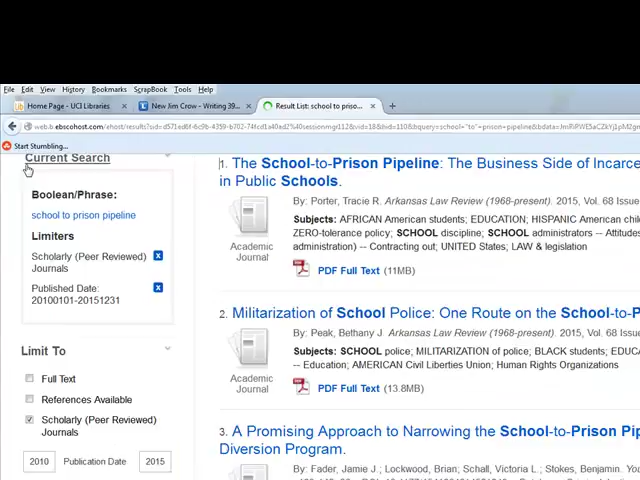 File Edit View History Bookmarks ScrapBook Tools Help
Home Page - UCI Libraries × New Jim Crow - Writing 39... × Result List: school to priso... × +
web.b.ebscohost.com
Start Stumbling...
Current Search
Boolean/Phrase:
school to prison pipeline
Limiters
Scholarly (Peer Reviewed)
Journals
Published Date:
20100101-20151231
Limit To
Full Text
References Available
Scholarly (Peer Reviewed)
Journals
2010 Publication Date 2015
1. The School-to-Prison Pipeline: The Business Side of Incarce
in Public Schools.
By: Porter, Tracie R. Arkansas Law Review (1968-present). 2015, Vol. 68 Issue
Subjects: AFRICAN American students; EDUCATION; HISPANIC American chil
ZERO-tolerance policy; SCHOOL discipline; SCHOOL administrators -- Attitudes
administration) -- Contracting out; UNITED States; LAW & legislation
Academic
Journal
PDF Full Text (11MB)
2. Militarization of School Police: One Route on the School-to-P
By: Peak, Bethany J. Arkansas Law Review (1968-present). 2015, Vol. 68 Issue
Subjects: SCHOOL police; MILITARIZATION of police; BLACK students; EDUC
-- Education; AMERICAN Civil Liberties Union; Human Rights Organizations
Academic
Journal
PDF Full Text (13.8MB)
3. A Promising Approach to Narrowing the School-to-Prison Pip
Diversion Program.
By: Fader, Jamie J.; Lockwood, Brian; Schall, Victoria L.; Stokes, Benjamin.